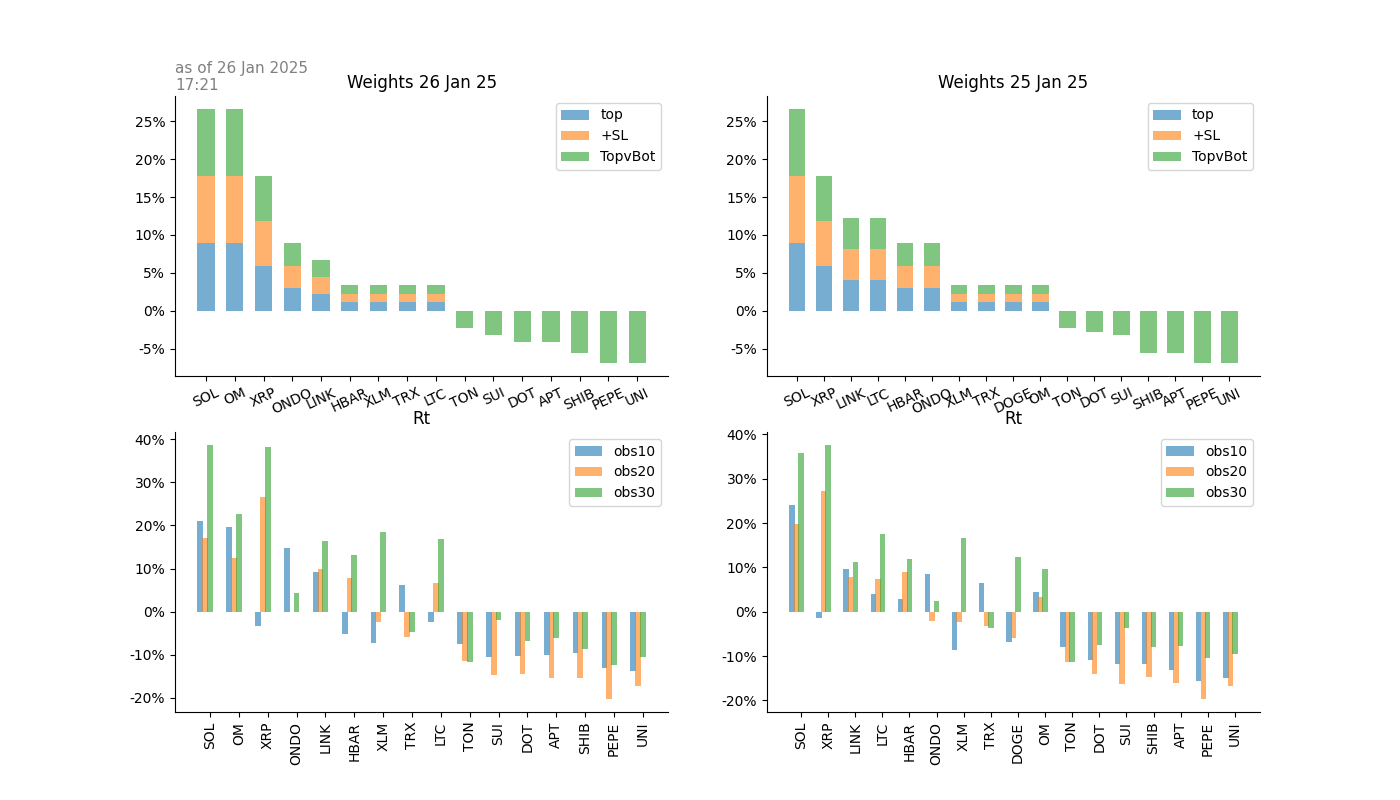 as of 26 Jan 2025
17:21
Weights 26 Jan 25
25%
20%
15%
10%
5%
0%
-5%
top
+SL
TopvBot
SOL OM XRP ONDO LINK HBAR XLM TRX LTC TON SUI DOT APT SHIB PEPE UNI
Weights 25 Jan 25
25%
20%
15%
10%
5%
0%
-5%
top
+SL
TopvBot
SOL XRP LINK LTC HBAR ONDO XLM TRX DOGE OM TON DOT SUI SHIB APT PEPE UNI
Rt
40%
30%
20%
10%
0%
-10%
-20%
obs10
obs20
obs30
SOL OM XRP ONDO LINK HBAR XLM TRX LTC TON SUI DOT APT SHIB PEPE UNI
Rt
40%
30%
20%
10%
0%
-10%
-20%
obs10
obs20
obs30
SOL XRP LINK LTC HBAR ONDO XLM TRX DOGE OM TON DOT SUI SHIB APT PEPE UNI